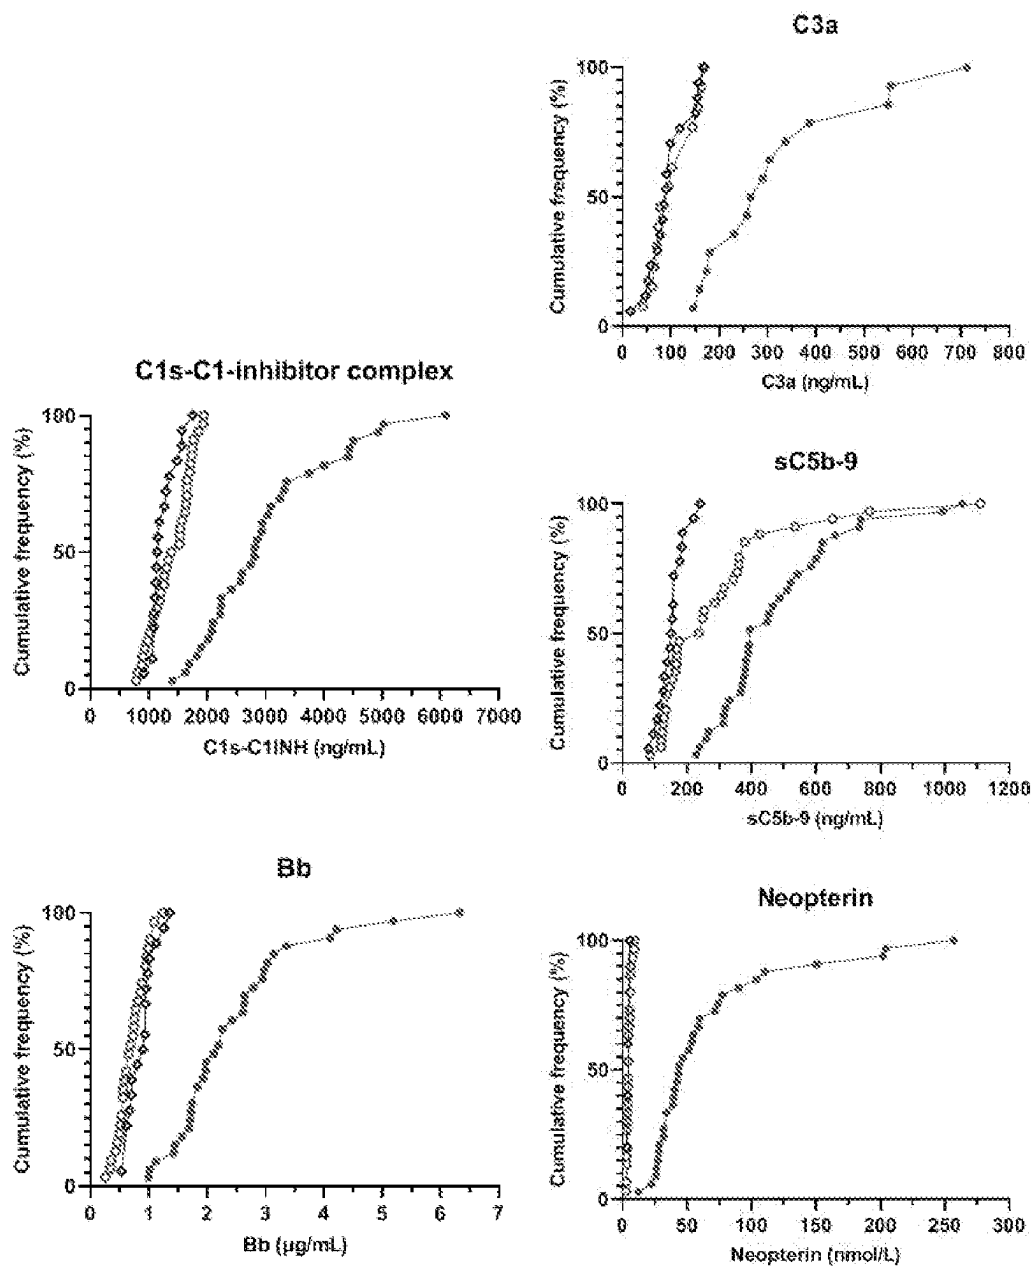 C3a
Cumulative frequency (%)
100
50
0
0 100 200 300 400 500 600 700 800
C3a (ng/mL)
C1s-C1-inhibitor complex
Cumulative frequency (%)
100
50
0
0 1000 2000 3000 4000 5000 6000 7000
C1s-C1INH (ng/mL)
sC5b-9
Cumulative frequency (%)
100
50
0
0 200 400 600 800 1000 1200
sC5b-9 (ng/mL)
Bb
Cumulative frequency (%)
100
50
0
0 1 2 3 4 5 6 7
Bb (µg/mL)
Neopterin
Cumulative frequency (%)
100
50
0
0 50 100 150 200 250 300
Neopterin (nmol/L)